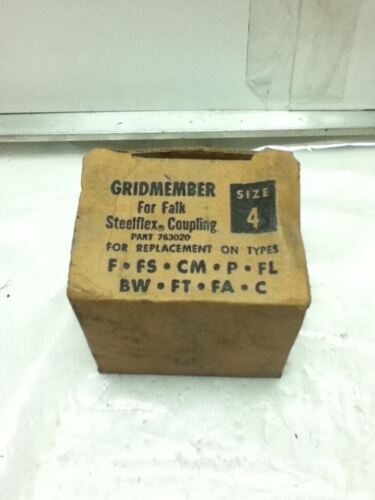 GRIDMEMBER
For Falk
Steelflex® Coupling
PART 763020
SIZE
4
FOR REPLACEMENT ON TYPES
F • FS • CM • P • FL
BW • FT • FA • C